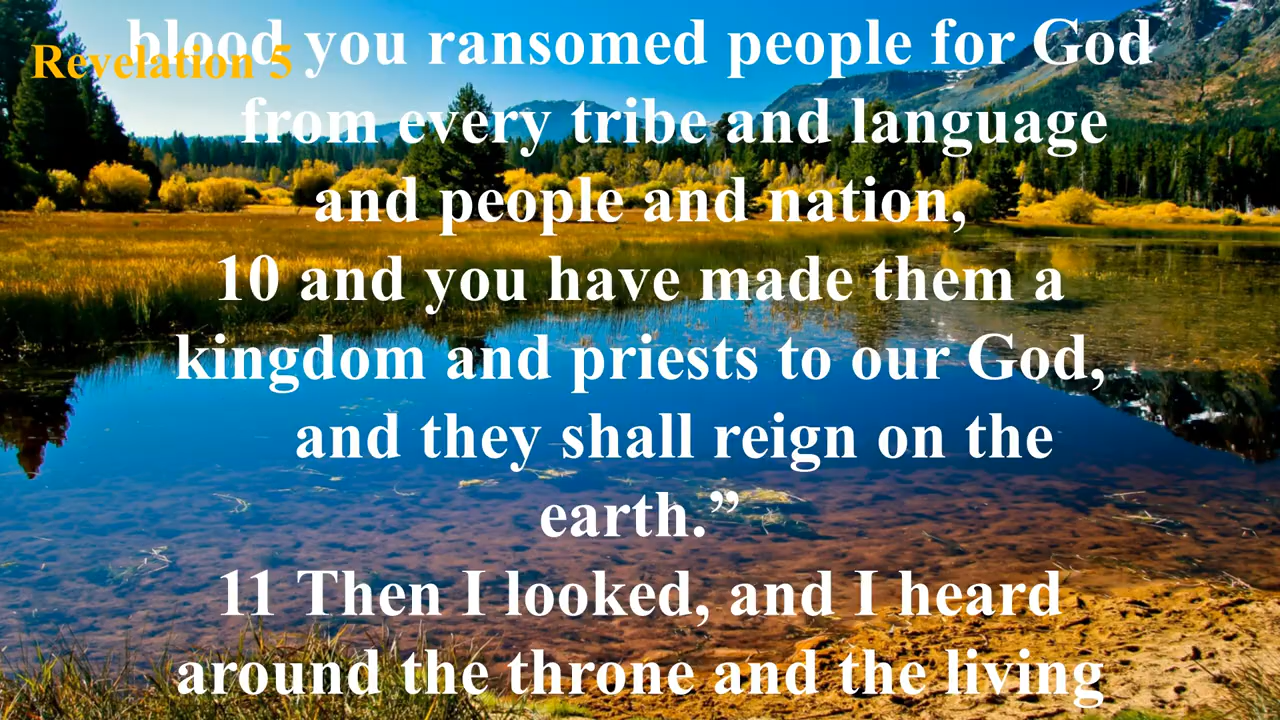 Revelation 5
blood you ransomed people for God
from every tribe and language
and people and nation,
10 and you have made them a
kingdom and priests to our God,
and they shall reign on the
earth.”
11 Then I looked, and I heard
around the throne and the living